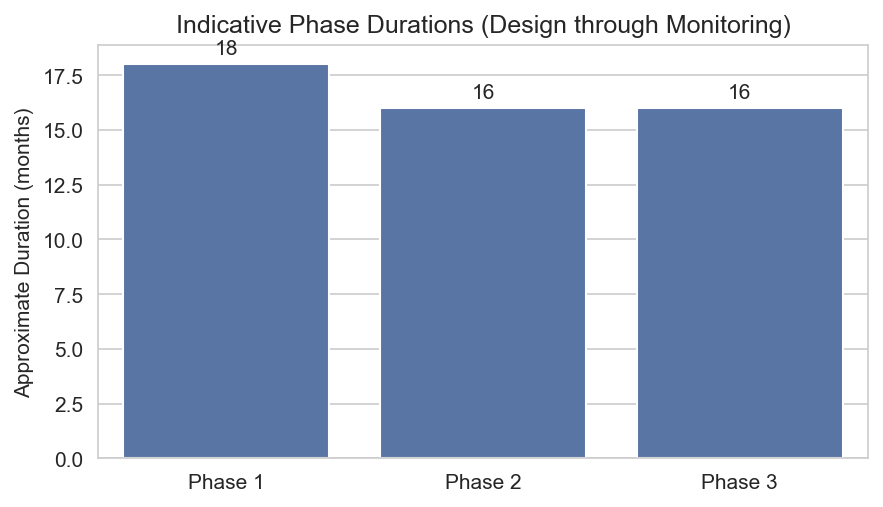 Indicative Phase Durations (Design through Monitoring)
Approximate Duration (months)
17.5
15.0
12.5
10.0
7.5
5.0
2.5
0.0
18
16
16
Phase 1
Phase 2
Phase 3